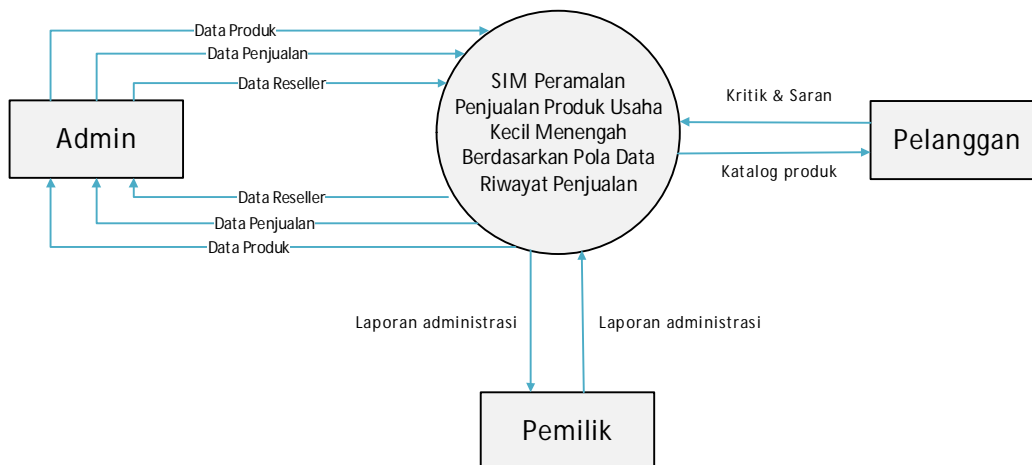 Data Produk
Data Penjualan
Data Reseller
Admin
SIM Peramalan
Penjualan Produk Usaha
Kecil Menengah
Berdasarkan Pola Data
Riwayat Penjualan
Kritik & Saran
Pelanggan
Katalog produk
Data Reseller
Data Penjualan
Data Produk
Laporan administrasi
Laporan administrasi
Pemilik